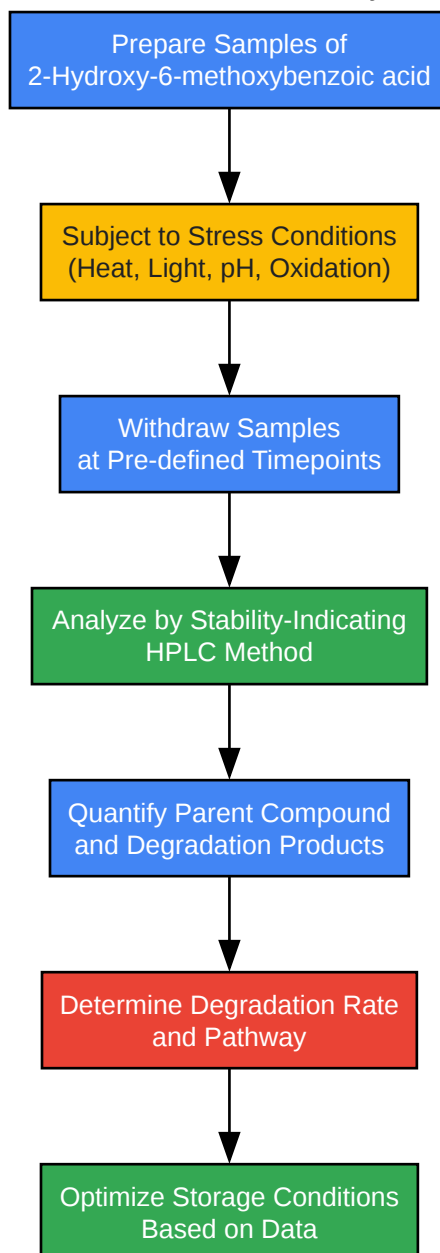 Prepare Samples of
2-Hydroxy-6-methoxybenzoic acid
Subject to Stress Conditions
(Heat, Light, pH, Oxidation)
Withdraw Samples
at Pre-defined Timepoints
Analyze by Stability-Indicating
HPLC Method
Quantify Parent Compound
and Degradation Products
Determine Degradation Rate
and Pathway
Optimize Storage Conditions
Based on Data